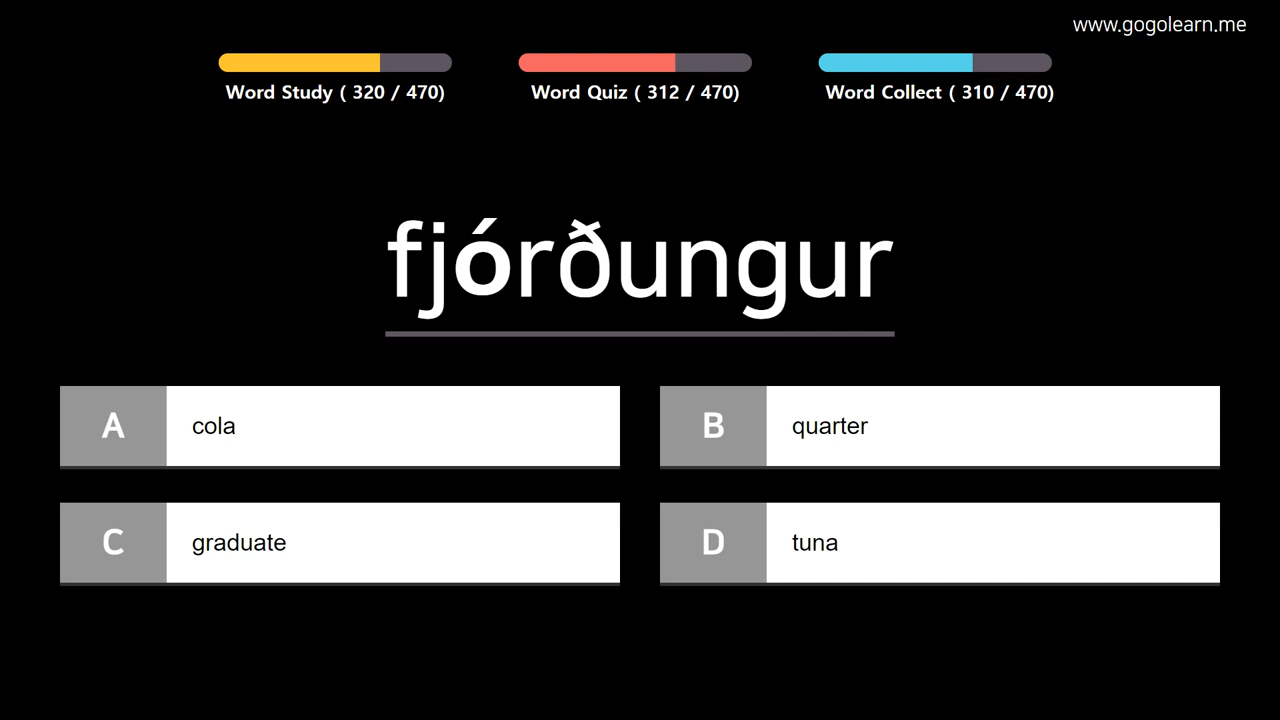 www.gogolearn.me
Word Study ( 320 / 470)
Word Quiz ( 312 / 470)
Word Collect ( 310 / 470)
fjórðungur
A cola
B quarter
C graduate
D tuna